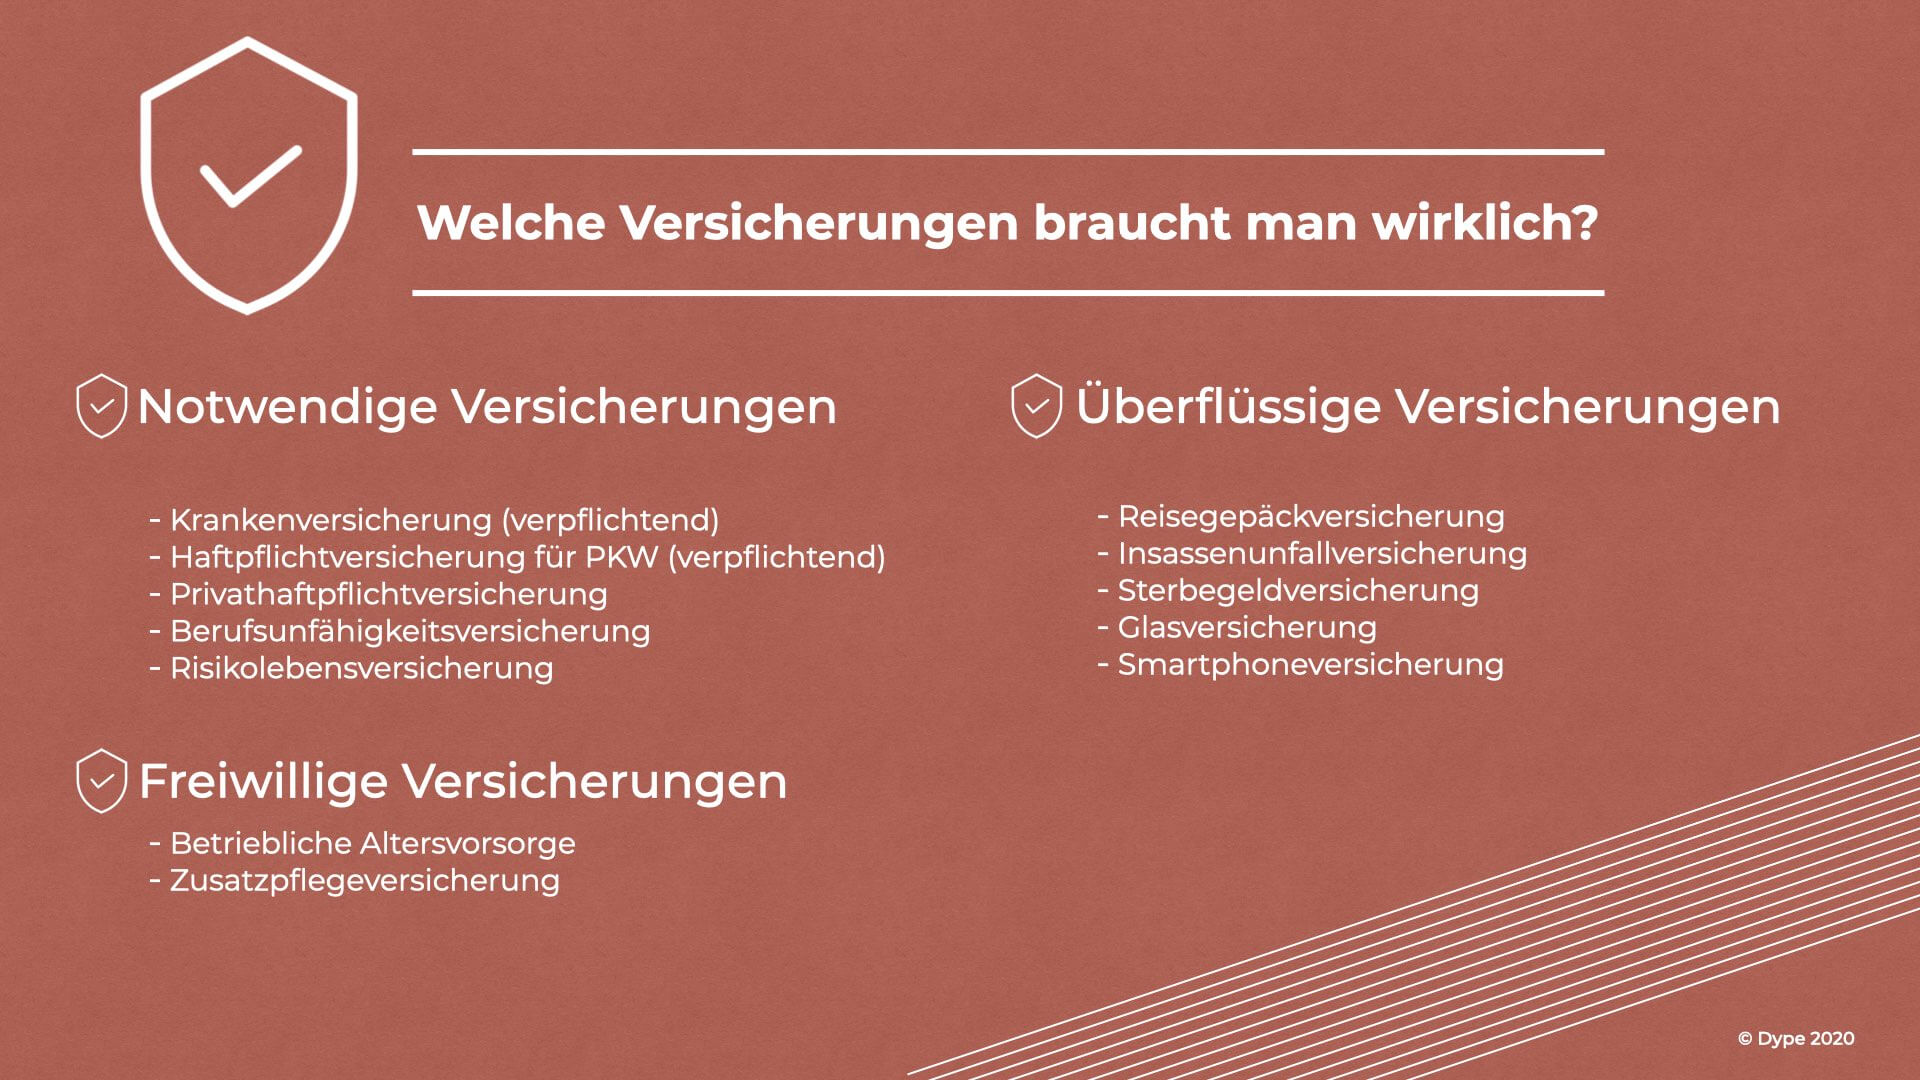 Welche Versicherungen braucht man wirklich?
Notwendige Versicherungen
- Krankenversicherung (verpflichtend)
- Haftpflichtversicherung für PKW (verpflichtend)
- Privathaftpflichtversicherung
- Berufsunfähigkeitsversicherung
- Risikolebensversicherung
Freiwillige Versicherungen
- Betriebliche Altersvorsorge
- Zusatzpflegeversicherung
Überflüssige Versicherungen
- Reisegepäckversicherung
- Insassenunfallversicherung
- Sterbegeldversicherung
- Glasversicherung
- Smartphoneversicherung
© Dype 2020